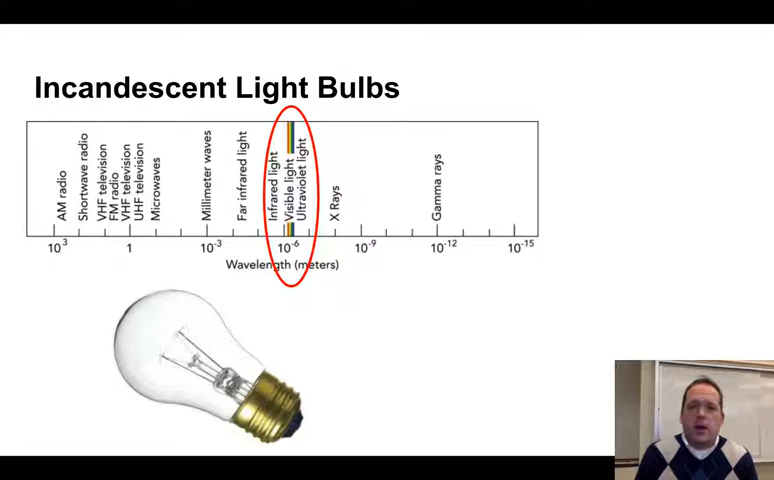 Incandescent Light Bulbs
AM radio
Shortwave radio
VHF television
FM radio
VHF television
UHF television
Microwaves
Millimeter waves
Far infrared light
Infrared light
Visible light
Ultraviolet light
X Rays
Gamma rays
10³ 1 10⁻³ 10⁻⁶ 10⁻⁹ 10⁻¹² 10⁻¹⁵
Wavelength (meters)